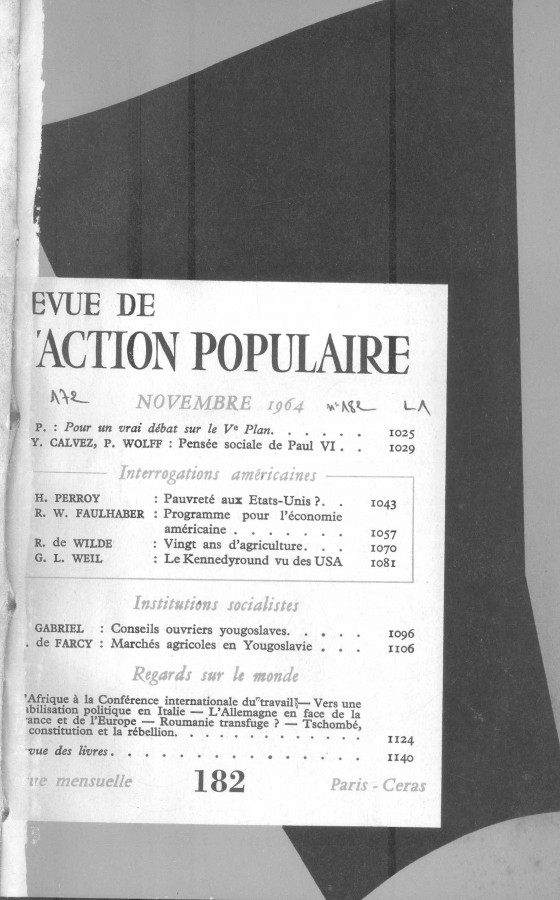 EVUE DE
'ACTION POPULAIRE
172
NOVEMBRE 1964 n° 182 LA
P. : Pour un vrai débat sur le Ve Plan. . . . . . 1025
Y. CALVEZ, P. WOLFF : Pensée sociale de Paul VI . . 1029
Interrogations américaines
H. PERROY : Pauvreté aux Etats-Unis ?. . 1043
R. W. FAULHABER : Programme pour l'économie
américaine . . . . . . . 1057
R. de WILDE : Vingt ans d'agriculture. . . 1070
G. L. WEIL : Le Kennedyround vu des USA 1081
Institutions socialistes
GABRIEL : Conseils ouvriers yougoslaves. . . . . 1096
. de FARCY : Marchés agricoles en Yougoslavie . . . 1106
Regards sur le monde
'Afrique à la Conférence internationale du travail — Vers une
bilisation politique en Italie — L'Allemagne en face de la
ance et de l'Europe — Roumanie transfuge ? — Tschombé,
constitution et la rébellion. . . . . . . . . . . . 1124
vue des livres . . . . . . . . . . . . . . . 1140
ue mensuelle 182 Paris - Ceras